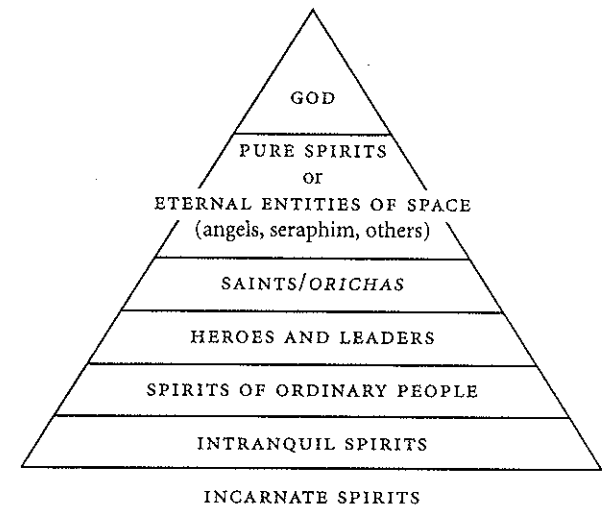 GOD
PURE SPIRITS
or
ETERNAL ENTITIES OF SPACE
(angels, seraphim, others)
SAINTS/ORICHAS
HEROES AND LEADERS
SPIRITS OF ORDINARY PEOPLE
INTRANQUIL SPIRITS
INCARNATE SPIRITS